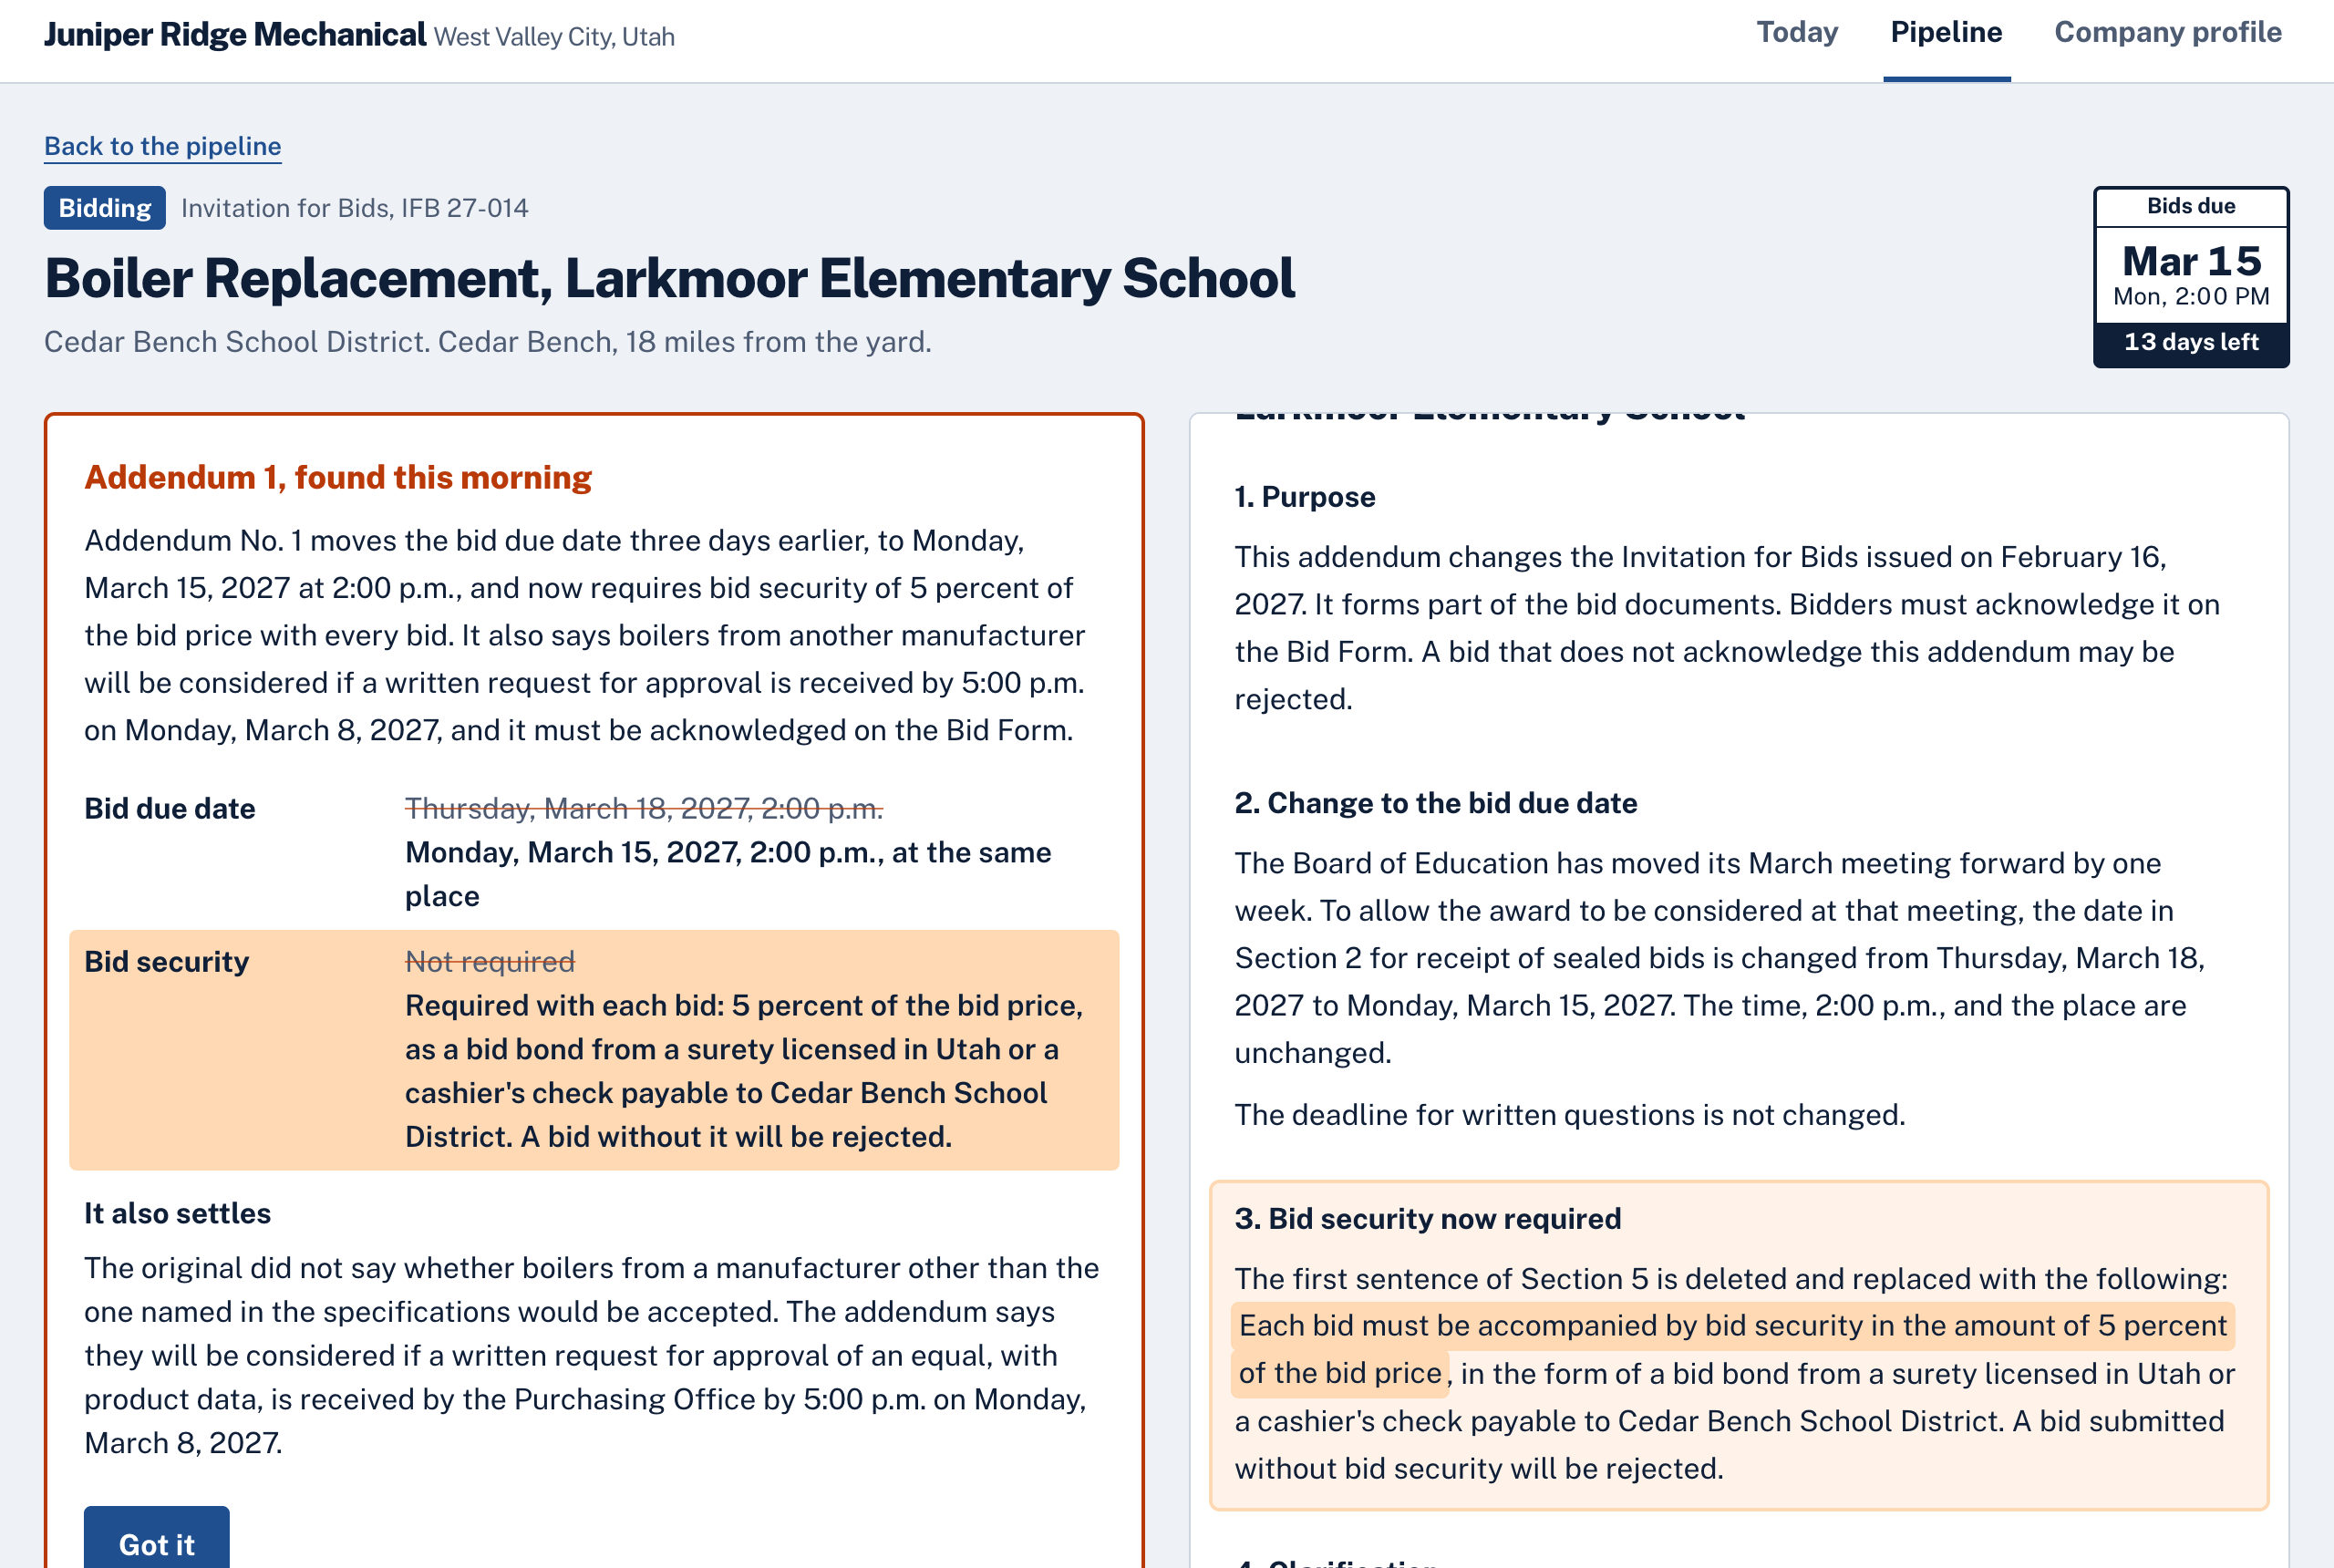 Juniper Ridge Mechanical West Valley City, Utah
Today Pipeline Company profile
Back to the pipeline
Bidding Invitation for Bids, IFB 27-014
Boiler Replacement, Larkmoor Elementary School
Cedar Bench School District. Cedar Bench, 18 miles from the yard.
Bids due
Mar 15
Mon, 2:00 PM
13 days left
Addendum 1, found this morning
Addendum No. 1 moves the bid due date three days earlier, to Monday,
March 15, 2027 at 2:00 p.m., and now requires bid security of 5 percent of
the bid price with every bid. It also says boilers from another manufacturer
will be considered if a written request for approval is received by 5:00 p.m.
on Monday, March 8, 2027, and it must be acknowledged on the Bid Form.
Bid due date
Thursday, March 18, 2027, 2:00 p.m.
Monday, March 15, 2027, 2:00 p.m., at the same
place
Bid security
Not required
Required with each bid: 5 percent of the bid price,
as a bid bond from a surety licensed in Utah or a
cashier's check payable to Cedar Bench School
District. A bid without it will be rejected.
It also settles
The original did not say whether boilers from a manufacturer other than the
one named in the specifications would be accepted. The addendum says
they will be considered if a written request for approval of an equal, with
product data, is received by the Purchasing Office by 5:00 p.m. on Monday,
March 8, 2027.
Got it
Larkmoor Elementary School
1. Purpose
This addendum changes the Invitation for Bids issued on February 16,
2027. It forms part of the bid documents. Bidders must acknowledge it on
the Bid Form. A bid that does not acknowledge this addendum may be
rejected.
2. Change to the bid due date
The Board of Education has moved its March meeting forward by one
week. To allow the award to be considered at that meeting, the date in
Section 2 for receipt of sealed bids is changed from Thursday, March 18,
2027 to Monday, March 15, 2027. The time, 2:00 p.m., and the place are
unchanged.
The deadline for written questions is not changed.
3. Bid security now required
The first sentence of Section 5 is deleted and replaced with the following:
Each bid must be accompanied by bid security in the amount of 5 percent
of the bid price, in the form of a bid bond from a surety licensed in Utah or
a cashier's check payable to Cedar Bench School District. A bid submitted
without bid security will be rejected.
4. Clarification